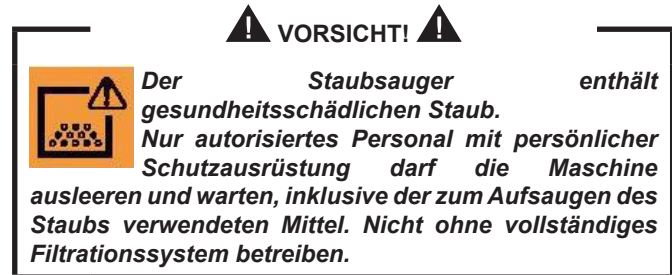 VORSICHT!
Der Staubsauger enthält
gesundheitsschädlichen Staub.
Nur autorisiertes Personal mit persönlicher
Schutzausrüstung darf die Maschine
ausleeren und warten, inklusive der zum Aufsaugen des
Staubs verwendeten Mittel. Nicht ohne vollständiges
Filtrationssystem betreiben.